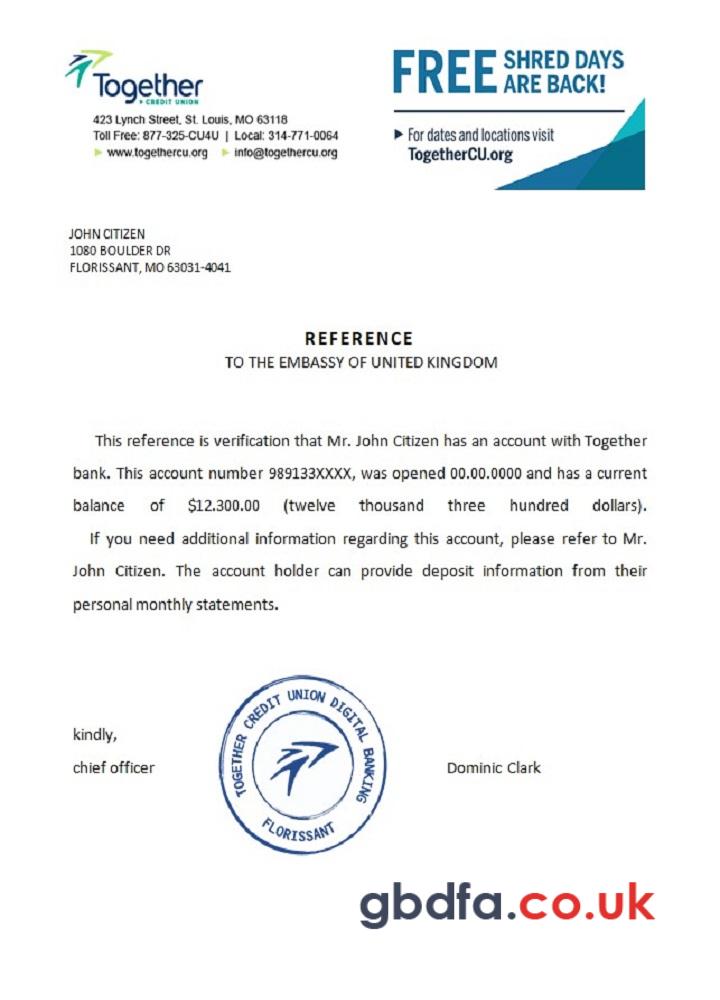 Together
CREDIT UNION
423 Lynch Street, St. Louis, MO 63118
Toll Free: 877-325-CU4U | Local: 314-771-0064
www.togethercu.org info@togethercu.org
FREE SHRED DAYS
ARE BACK!
For dates and locations visit
TogetherCU.org
JOHN CITIZEN
1080 BOULDER DR
FLORISSANT, MO 63031-4041
REFERENCE
TO THE EMBASSY OF UNITED KINGDOM
This reference is verification that Mr. John Citizen has an account with Together
bank. This account number 989133XXXX, was opened 00.00.0000 and has a current
balance of $12.300.00 (twelve thousand three hundred dollars).
If you need additional information regarding this account, please refer to Mr.
John Citizen. The account holder can provide deposit information from their
personal monthly statements.
kindly,
chief officer
TOGETHER CREDIT UNION DIGITAL BANKING
FLORISSANT
Dominic Clark
gbdfa.co.uk